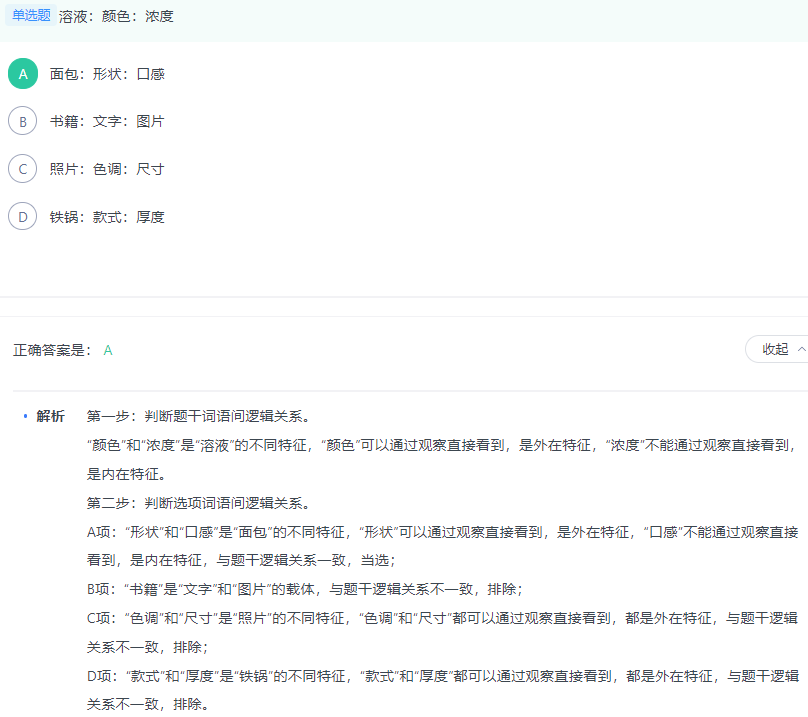 单选题 溶液：颜色：浓度
A 面包：形状：口感
B 书籍：文字：图片
C 照片：色调：尺寸
D 铁锅：款式：厚度
正确答案是： A
收起
解析 第一步：判断题干词语间逻辑关系。
“颜色”和“浓度”是“溶液”的不同特征，“颜色”可以通过观察直接看到，是外在特征，“浓度”不能通过观察直接看到，
是内在特征。
第二步：判断选项词语间逻辑关系。
A项：“形状”和“口感”是“面包”的不同特征，“形状”可以通过观察直接看到，是外在特征，“口感”不能通过观察直接
看到，是内在特征，与题干逻辑关系一致，当选；
B项：“书籍”是“文字”和“图片”的载体，与题干逻辑关系不一致，排除；
C项：“色调”和“尺寸”是“照片”的不同特征，“色调”和“尺寸”都可以通过观察直接看到，都是外在特征，与题干逻辑
关系不一致，排除；
D项：“款式”和“厚度”是“铁锅”的不同特征，“款式”和“厚度”都可以通过观察直接看到，都是外在特征，与题干逻辑
关系不一致，排除。